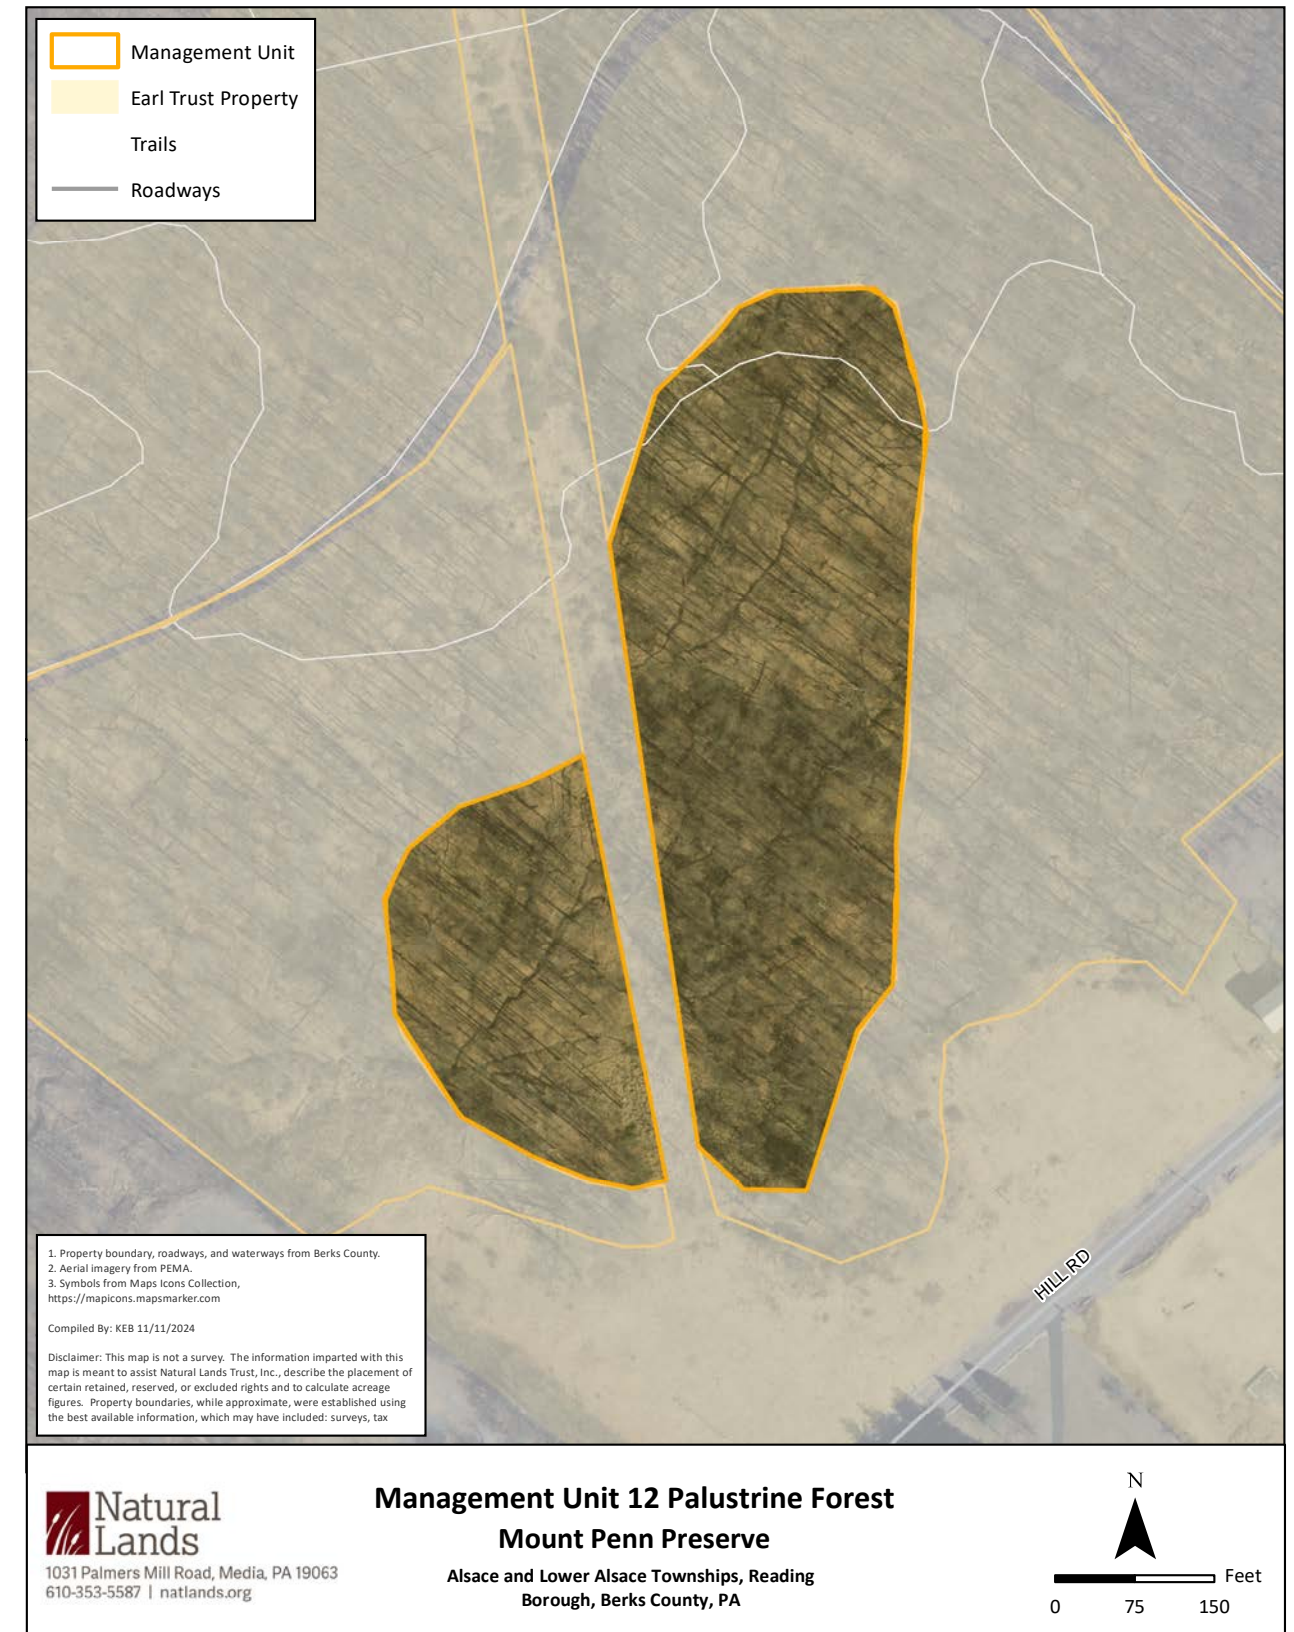 Management Unit
Earl Trust Property
Trails
Roadways
HILL RD
1. Property boundary, roadways, and waterways from Berks County.
2. Aerial imagery from PEMA.
3. Symbols from Maps Icons Collection,
https://mapicons.mapsmarker.com
Compiled By: KEB 11/11/2024
Disclaimer: This map is not a survey. The information imparted with this
map is meant to assist Natural Lands Trust, Inc., describe the placement of
certain retained, reserved, or excluded rights and to calculate acreage
figures. Property boundaries, while approximate, were established using
the best available information, which may have included: surveys, tax
Natural
Lands
1031 Palmers Mill Road, Media, PA 19063
610-353-5587 | natlands.org
Management Unit 12 Palustrine Forest
Mount Penn Preserve
Alsace and Lower Alsace Townships, Reading
Borough, Berks County, PA
N
Feet
0 75 150